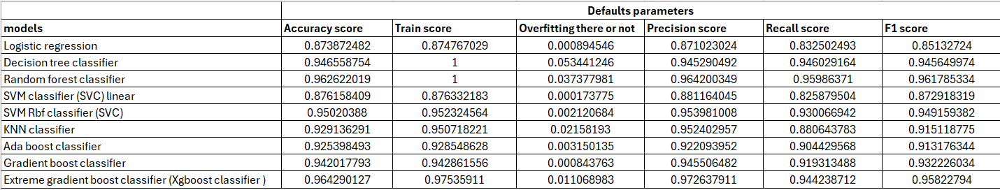 Defaults parameters
models Accuracy score Train score Overfitting there or not Precision score Recall score F1 score
Logistic regression 0.873872482 0.874767029 0.000894546 0.871023024 0.832502493 0.85132724
Decision tree classifier 0.946558754 1 0.053441246 0.945290492 0.946029164 0.945649974
Random forest classifier 0.962622019 1 0.037377981 0.964200349 0.95986371 0.961785334
SVM classifier (SVC) linear 0.876158409 0.876332183 0.000173775 0.881164045 0.825879504 0.872918319
SVM Rbf classifier (SVC) 0.95020388 0.952324564 0.002120684 0.953981008 0.930066942 0.949159382
KNN classifier 0.929136291 0.950718221 0.02158193 0.952402957 0.880643783 0.915118775
Ada boost classifier 0.925398493 0.928548628 0.003150135 0.922093952 0.904429568 0.913176344
Gradient boost classifier 0.942017793 0.942861556 0.000843763 0.945506482 0.919313488 0.932226034
Extreme gradient boost classifier (Xgboost classifier ) 0.964290127 0.97535911 0.011068983 0.972637911 0.944238712 0.95822794